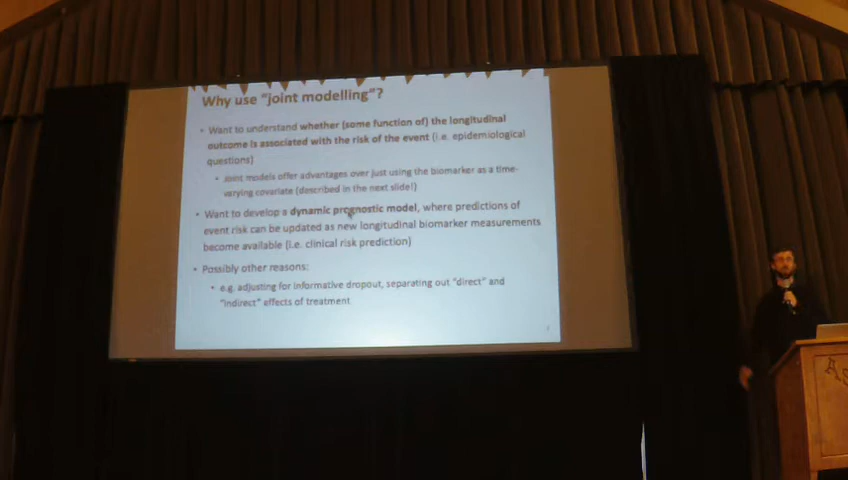 Why use "joint modelling"?
• Want to understand whether (some function of) the longitudinal
outcome is associated with the risk of the event (i.e. epidemiological
questions)
• Joint models offer advantages over just using the biomarker as a time-
varying covariate (described in the next slide!)
• Want to develop a dynamic prognostic model, where predictions of
event risk can be updated as new longitudinal biomarker measurements
become available (i.e. clinical risk prediction)
• Possibly other reasons:
• e.g. adjusting for informative dropout, separating out "direct" and
"indirect" effects of treatment